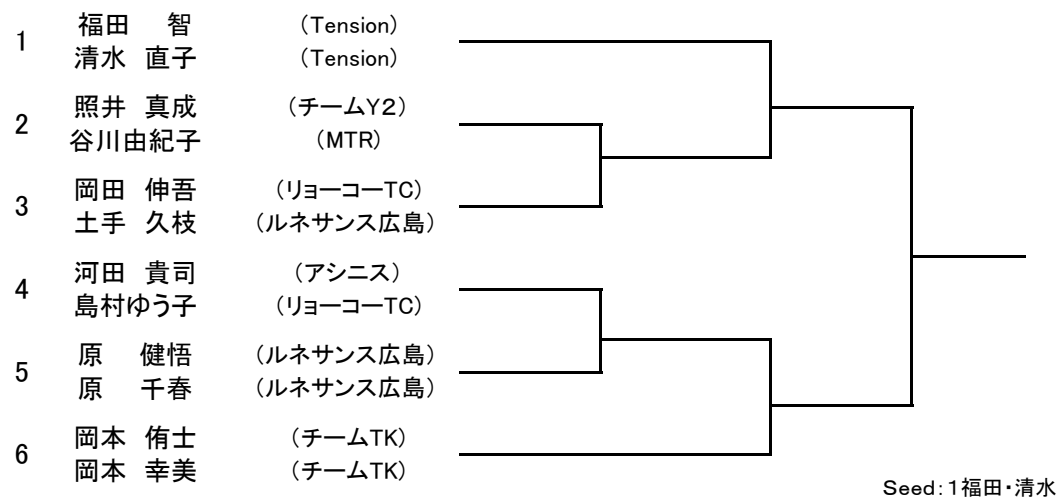 福田 智 (Tension)
1
清水 直子 (Tension)
照井 真成 (チームY2)
2
谷川由紀子 (MTR)
岡田 伸吾 (リョーコーTC)
3
土手 久枝 (ルネサンス広島)
河田 貴司 (アシニス)
4
島村ゆう子 (リョーコーTC)
原 健悟 (ルネサンス広島)
5
原 千春 (ルネサンス広島)
岡本 侑士 (チームTK)
6
岡本 幸美 (チームTK)
Seed:1福田・清水